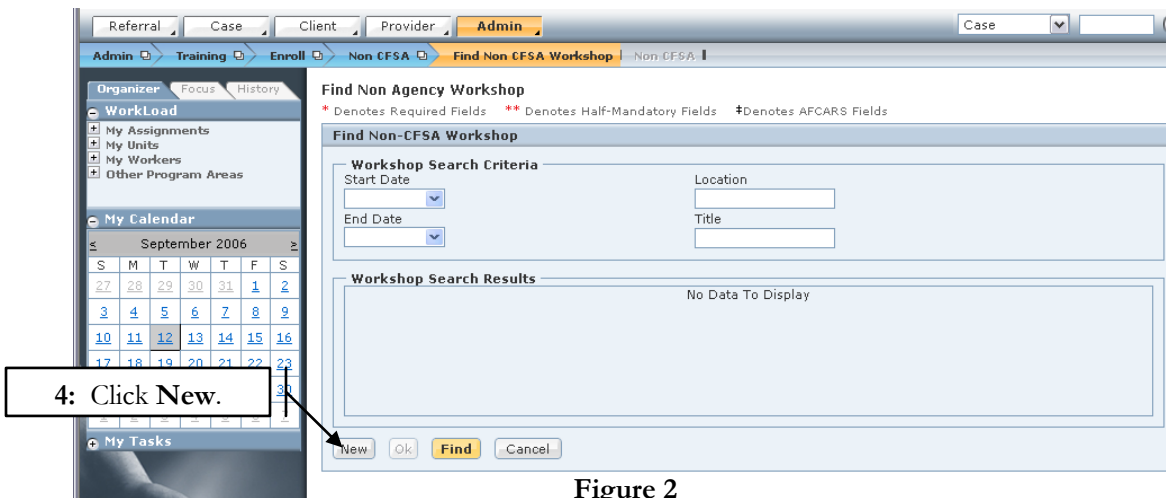 Referral Case Client Provider Admin Case
Admin Training Enroll Non CFSA Find Non CFSA Workshop Non CFSA
Organizer Focus History
WorkLoad
My Assignments
My Units
My Workers
Other Program Areas
My Calendar
≤ September 2006 ≥
S M T W T F S
27 28 29 30 31 1 2
3 4 5 6 7 8 9
10 11 12 13 14 15 16
17 18 19 20 21 22 23
30
My Tasks
Find Non Agency Workshop
* Denotes Required Fields ** Denotes Half-Mandatory Fields ‡Denotes AFCARS Fields
Find Non-CFSA Workshop
Workshop Search Criteria
Start Date Location
End Date Title
Workshop Search Results
No Data To Display
New Ok Find Cancel
4: Click New.
Figure 2